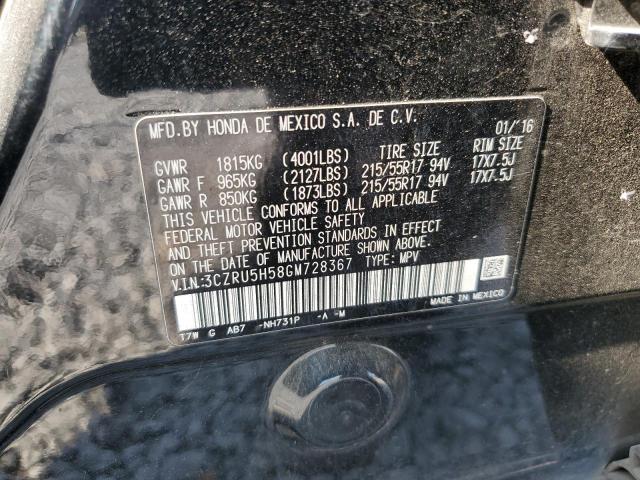 MFD.BY HONDA DE MEXICO S.A. DE C.V. 01/'16
GVWR 1815KG (4001LBS) TIRE SIZE RIM SIZE
GAWR F 965KG (2127LBS) 215/55R17 94V 17X7.5J
GAWR R 850KG (1873LBS) 215/55R17 94V 17X7.5J
THIS VEHICLE CONFORMS TO ALL APPLICABLE
FEDERAL MOTOR VEHICLE SAFETY
AND THEFT PREVENTION STANDARDS IN EFFECT
ON THE DATE OF MANUFACTURE SHOWN ABOVE.
V.IN:3CZRU5H58GM728367 TYPE: MPV
MADE IN MEXICO
T7W G AB7 -NH731P -A -M